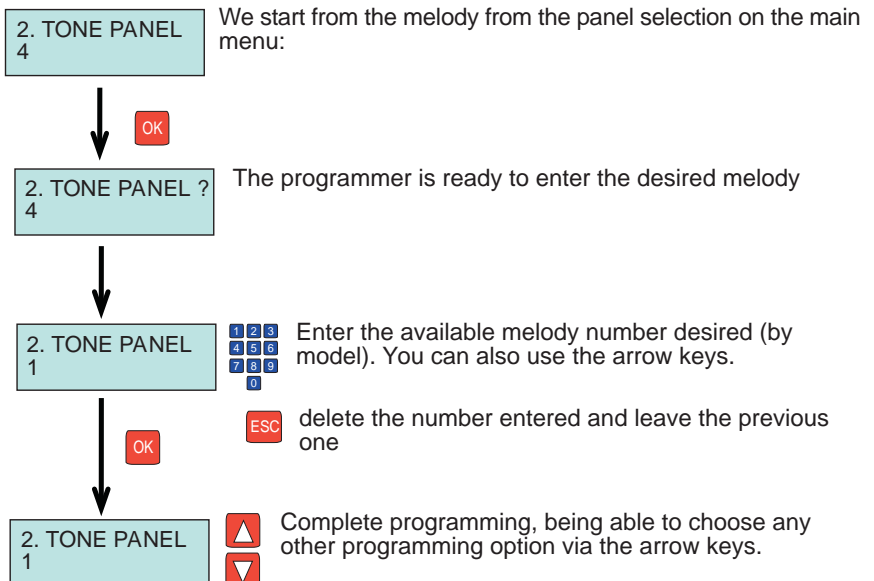 2. TONE PANEL
4
We start from the melody from the panel selection on the main
menu:
OK
2. TONE PANEL ?
4
The programmer is ready to enter the desired melody
2. TONE PANEL
1
1 2 3
4 5 6
7 8 9
0
Enter the available melody number desired (by
model). You can also use the arrow keys.
ESC
delete the number entered and leave the previous
one
OK
2. TONE PANEL
1
Complete programming, being able to choose any
other programming option via the arrow keys.